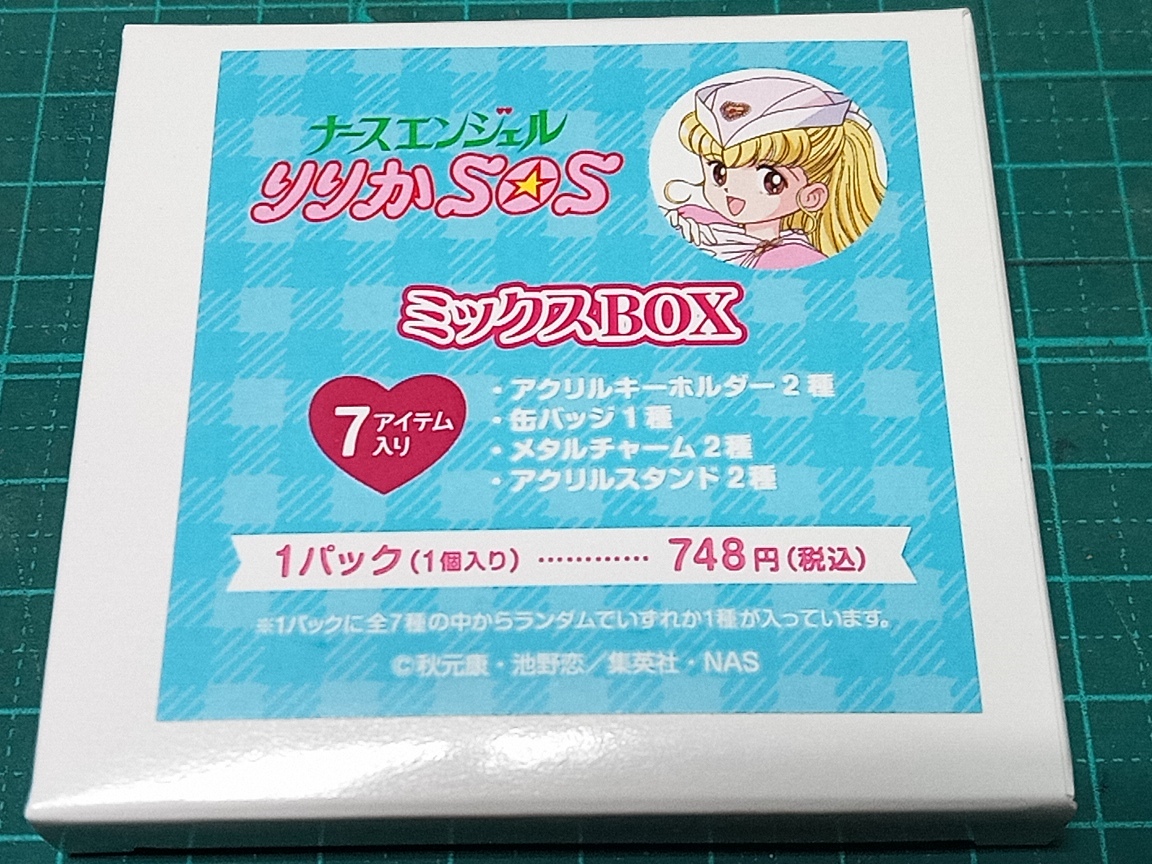 ナースエンジェル
りりかSOS
ミックスBOX
7アイテム
入り
・アクリルキーホルダー2種
・缶バッジ1種
・メタルチャーム2種
・アクリルスタンド2種
1パック(1個入り)…………748円(税込)
※1パックに全7種の中からランダムでいずれか1種が入っています。
©秋元康・池野恋／集英社・NAS